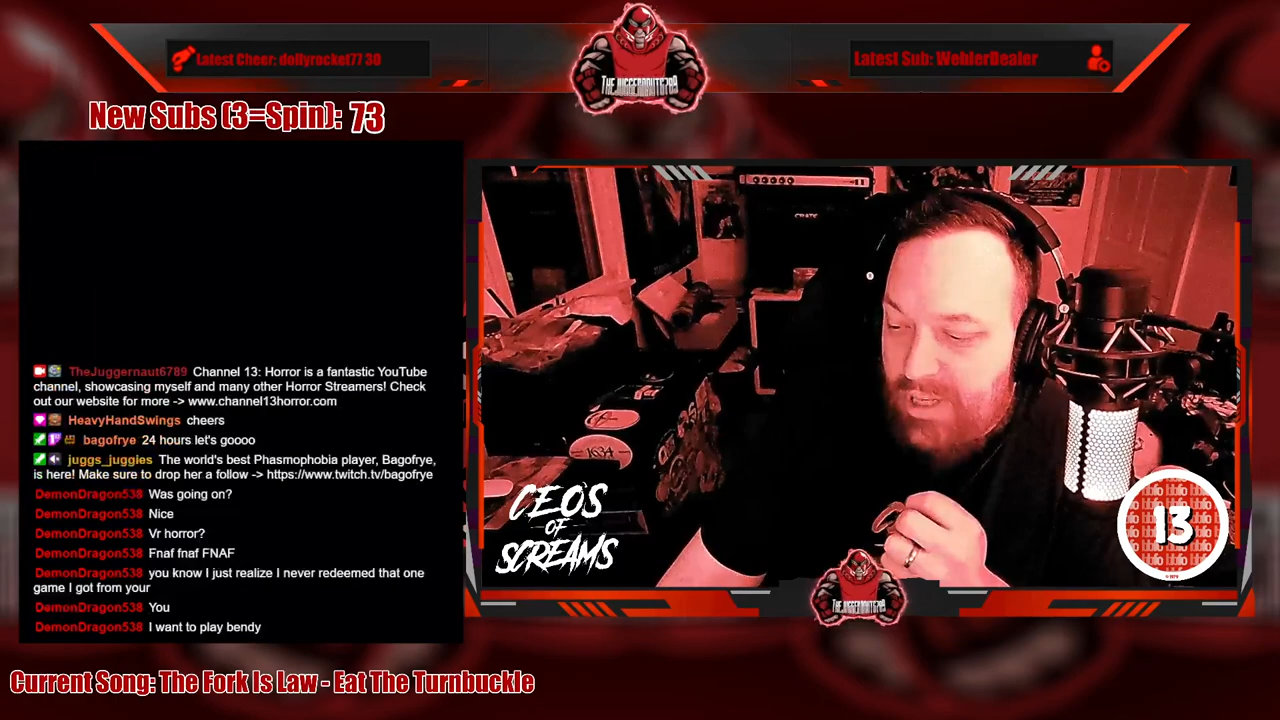 Latest Cheer: dollyrocket77 30
THEJUGGERNAUT6789
Latest Sub: WehlerDealer
New Subs (3=Spin): 73
TheJuggernaut6789 Channel 13: Horror is a fantastic YouTube
channel, showcasing myself and many other Horror Streamers! Check
out our website for more -> www.channel13horror.com
HeavyHandSwings cheers
bagofrye 24 hours let's goooo
juggs_juggies The world's best Phasmophobia player, Bagofrye,
is here! Make sure to drop her a follow -> https://www.twitch.tv/bagofrye
DemonDragon538 Was going on?
DemonDragon538 Nice
DemonDragon538 Vr horror?
DemonDragon538 Fnaf fnaf FNAF
DemonDragon538 you know I just realize I never redeemed that one
game I got from your
DemonDragon538 You
DemonDragon538 I want to play bendy
CRATE
1634
CEO'S
OF
SCREAMS
13
THEJUGGERNAUT6789
Current Song: The Fork Is Law - Eat The Turnbuckle